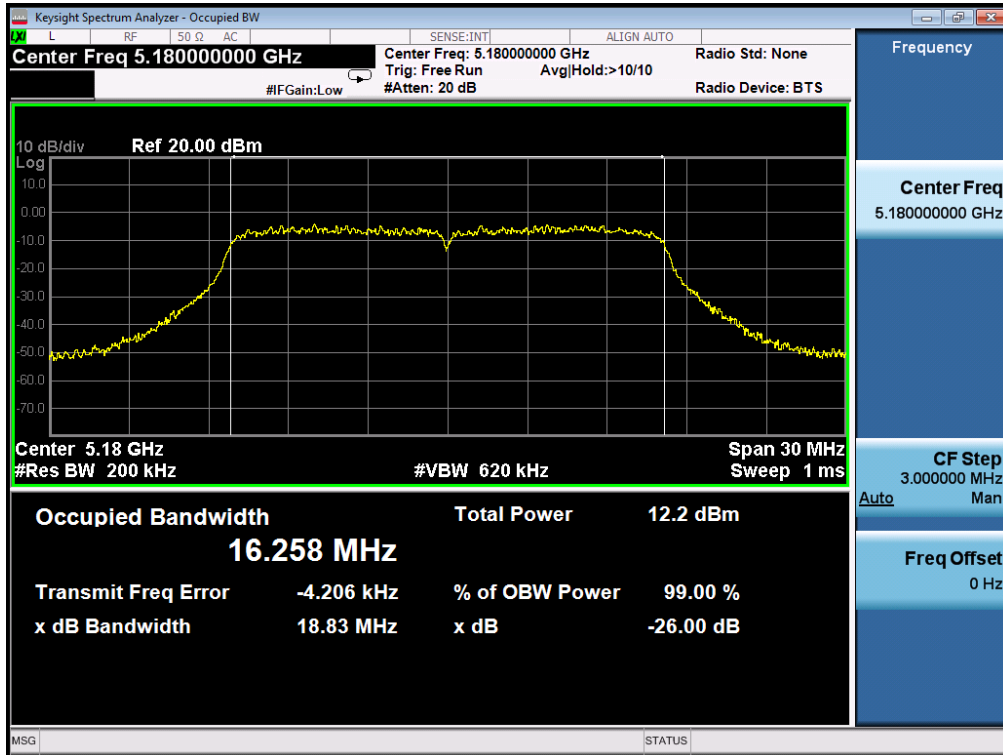 Keysight Spectrum Analyzer - Occupied BW
LXI L RF 50 Ω AC SENSE:INT ALIGN AUTO
Center Freq 5.180000000 GHz
#IFGain:Low
Center Freq: 5.180000000 GHz
Trig: Free Run Avg|Hold:>10/10
#Atten: 20 dB
Radio Std: None
Radio Device: BTS
10 dB/div Ref 20.00 dBm
Log
10.0
0.00
-10.0
-20.0
-30.0
-40.0
-50.0
-60.0
-70.0
Center 5.18 GHz Span 30 MHz
#Res BW 200 kHz #VBW 620 kHz Sweep 1 ms
Occupied Bandwidth Total Power 12.2 dBm
16.258 MHz
Transmit Freq Error -4.206 kHz % of OBW Power 99.00 %
x dB Bandwidth 18.83 MHz x dB -26.00 dB
Frequency
Center Freq
5.180000000 GHz
CF Step
3.000000 MHz
Auto Man
Freq Offset
0 Hz
MSG STATUS